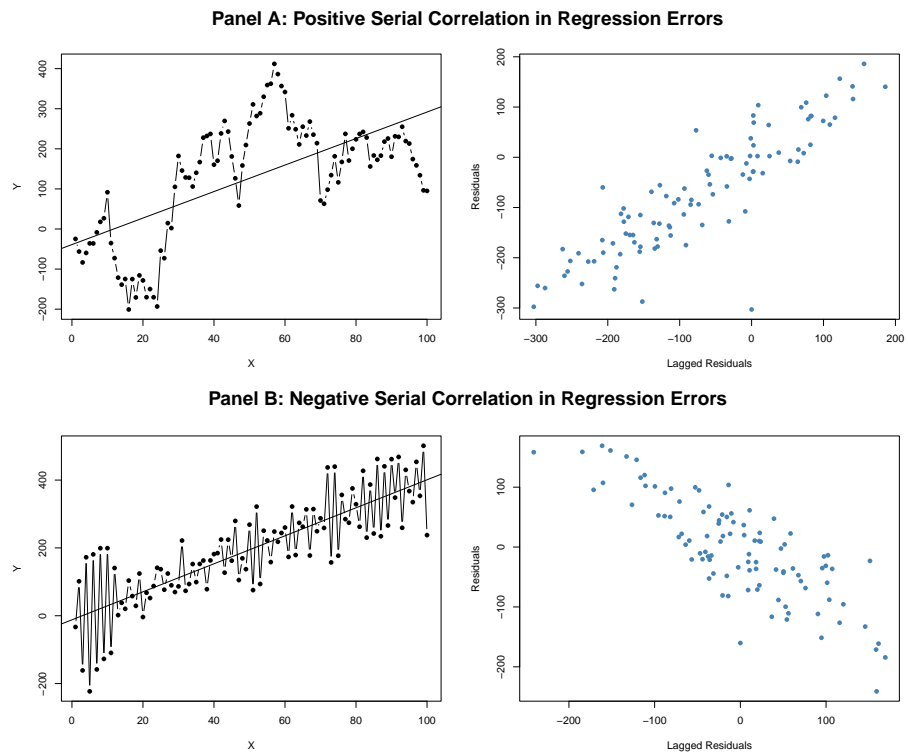 Panel A: Positive Serial Correlation in Regression Errors
400
300
200
100
0
−100
−200
Y
0 20 40 60 80 100
X
200
100
0
−100
−200
−300
Residuals
−300 −200 −100 0 100 200
Lagged Residuals
Panel B: Negative Serial Correlation in Regression Errors
400
200
0
−200
Y
0 20 40 60 80 100
X
100
0
−100
−200
Residuals
−200 −100 0 100
Lagged Residuals